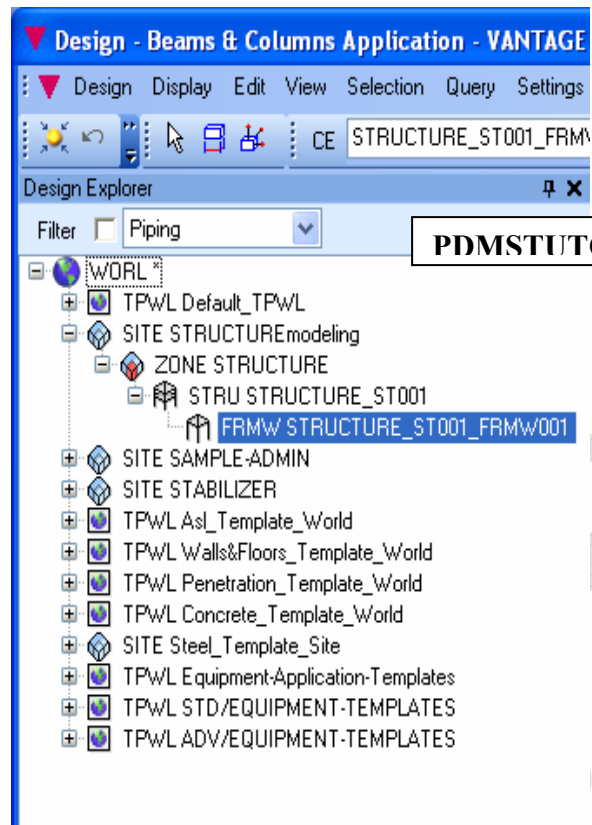 Design - Beams & Columns Application - VANTAGE
Design Display Edit View Selection Query Settings
CE STRUCTURE_ST001_FRMW
Design Explorer
Filter Piping
PDMSTUTO
WORL *
TPWL Default_TPWL
SITE STRUCTUREmodeling
ZONE STRUCTURE
STRU STRUCTURE_ST001
FRMW STRUCTURE_ST001_FRMW001
SITE SAMPLE-ADMIN
SITE STABILIZER
TPWL Asl_Template_World
TPWL Walls&Floors_Template_World
TPWL Penetration_Template_World
TPWL Concrete_Template_World
SITE Steel_Template_Site
TPWL Equipment-Application-Templates
TPWL STD/EQUIPMENT-TEMPLATES
TPWL ADV/EQUIPMENT-TEMPLATES